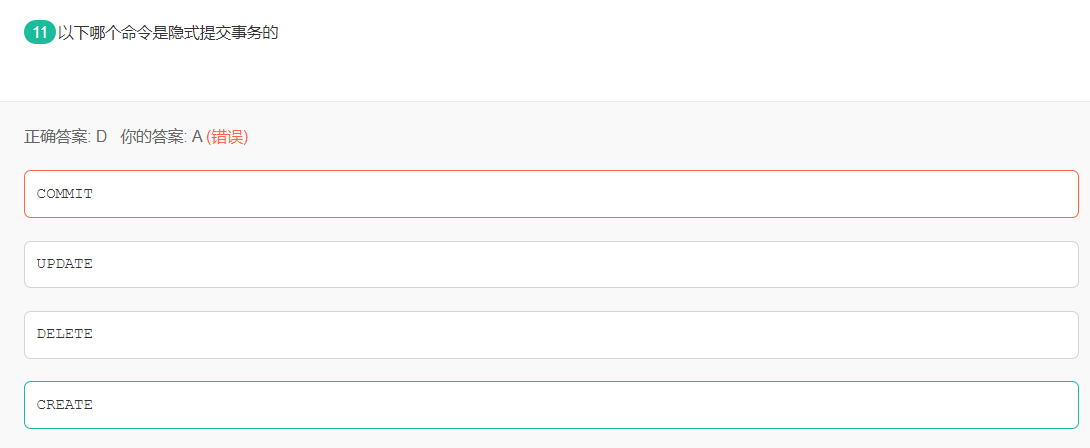 11 以下哪个命令是隐式提交事务的
正确答案: D 你的答案: A (错误)
COMMIT
UPDATE
DELETE
CREATE